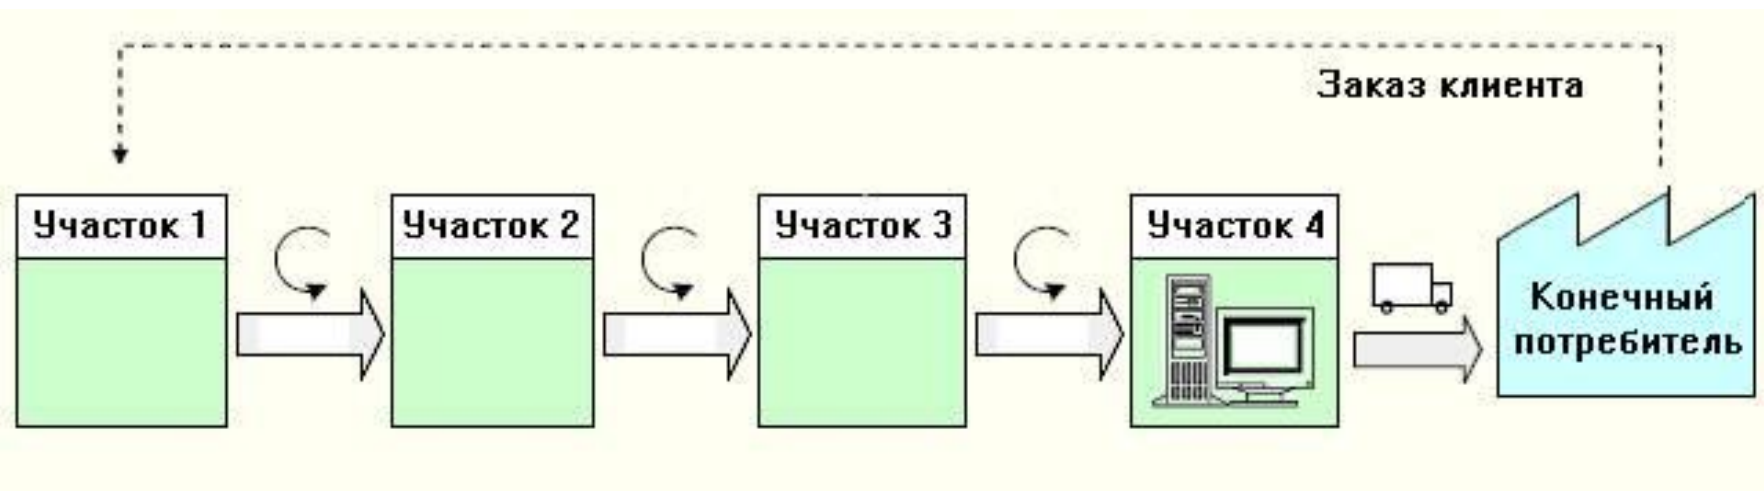 Заказ клиента
Участок 1
Участок 2
Участок 3
Участок 4
Конечный
потребитель